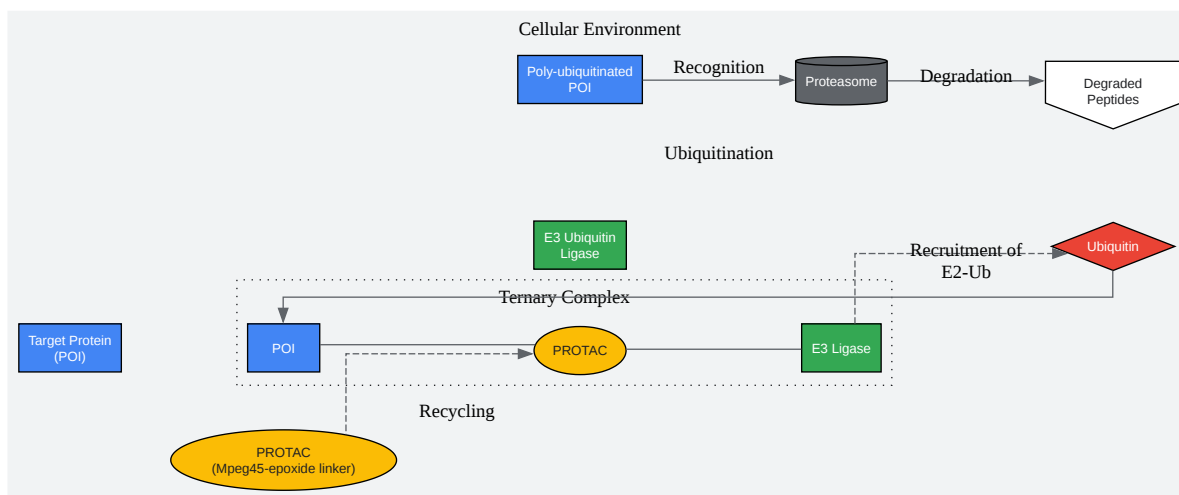 Cellular Environment
Poly-ubiquitinated
POI
Recognition
Proteasome
Degradation
Degraded
Peptides
Ubiquitination
E3 Ubiquitin
Ligase
Recruitment of
E2-Ub
Ubiquitin
Ternary Complex
Target Protein
(POI)
POI
PROTAC
E3 Ligase
Recycling
PROTAC
(Mpeg45-epoxide linker)